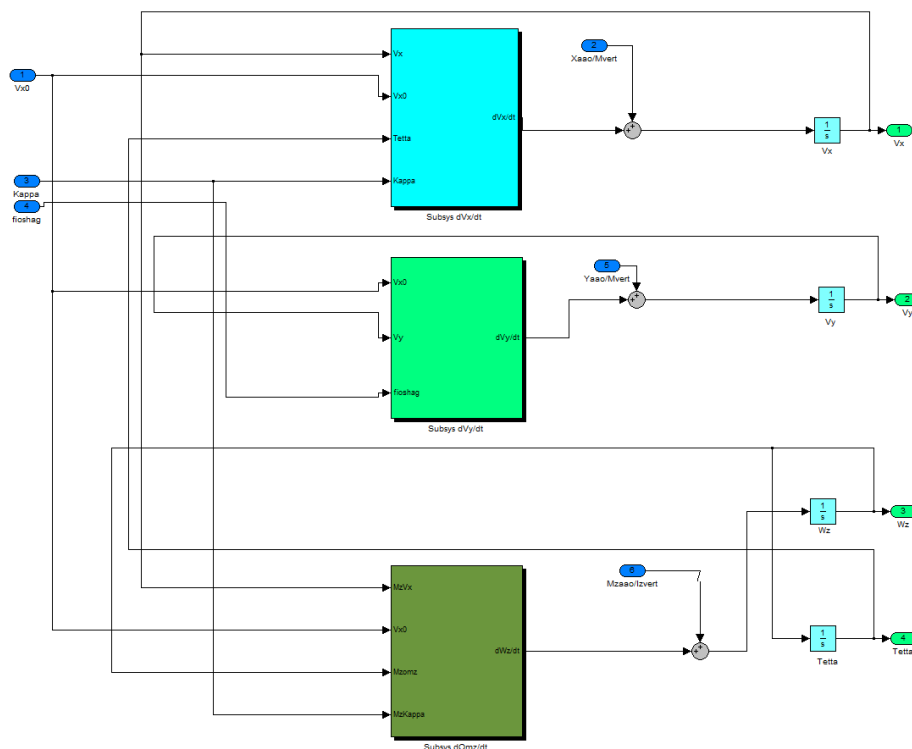 1
Vx0
3
Kappa
4
fioshag
Vx
Vx0
Tetta
Kappa
dVx/dt
Subsys dVx/dt
2
Xaao/Mvert
+
+
1
s
Vx
1
Vx
Vx0
Vy
fioshag
dVy/dt
Subsys dVy/dt
5
Yaao/Mvert
+
+
1
s
Vy
2
Vy
MzVx
Vx0
Mzomz
MzKappa
dWz/dt
Subsys dOmz/dt
6
Mzaao/Izvert
+
+
1
s
Wz
3
Wz
1
s
Tetta
4
Tetta